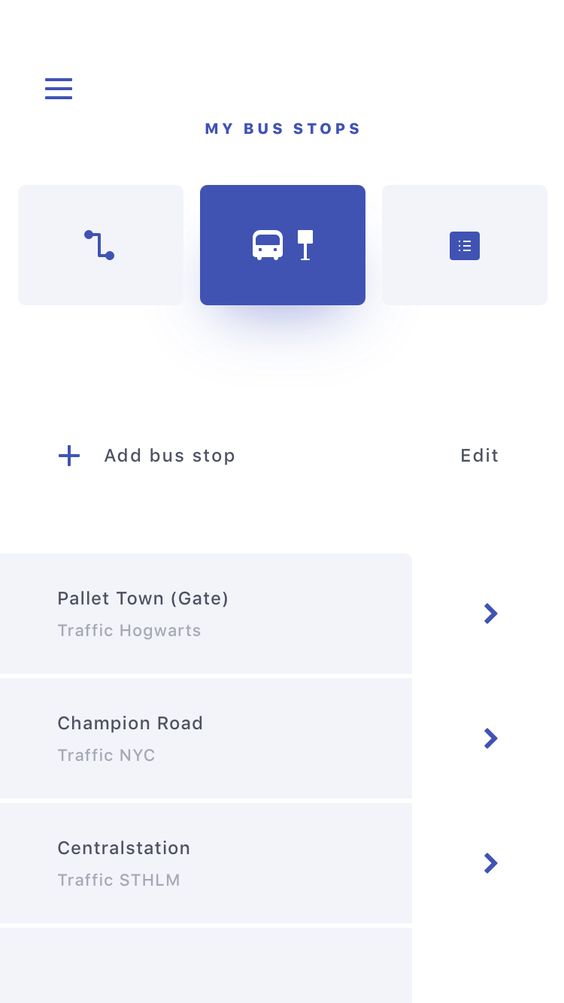 MY BUS STOPS
Add bus stop
Edit
Pallet Town (Gate)
Traffic Hogwarts
Champion Road
Traffic NYC
Centralstation
Traffic STHLM